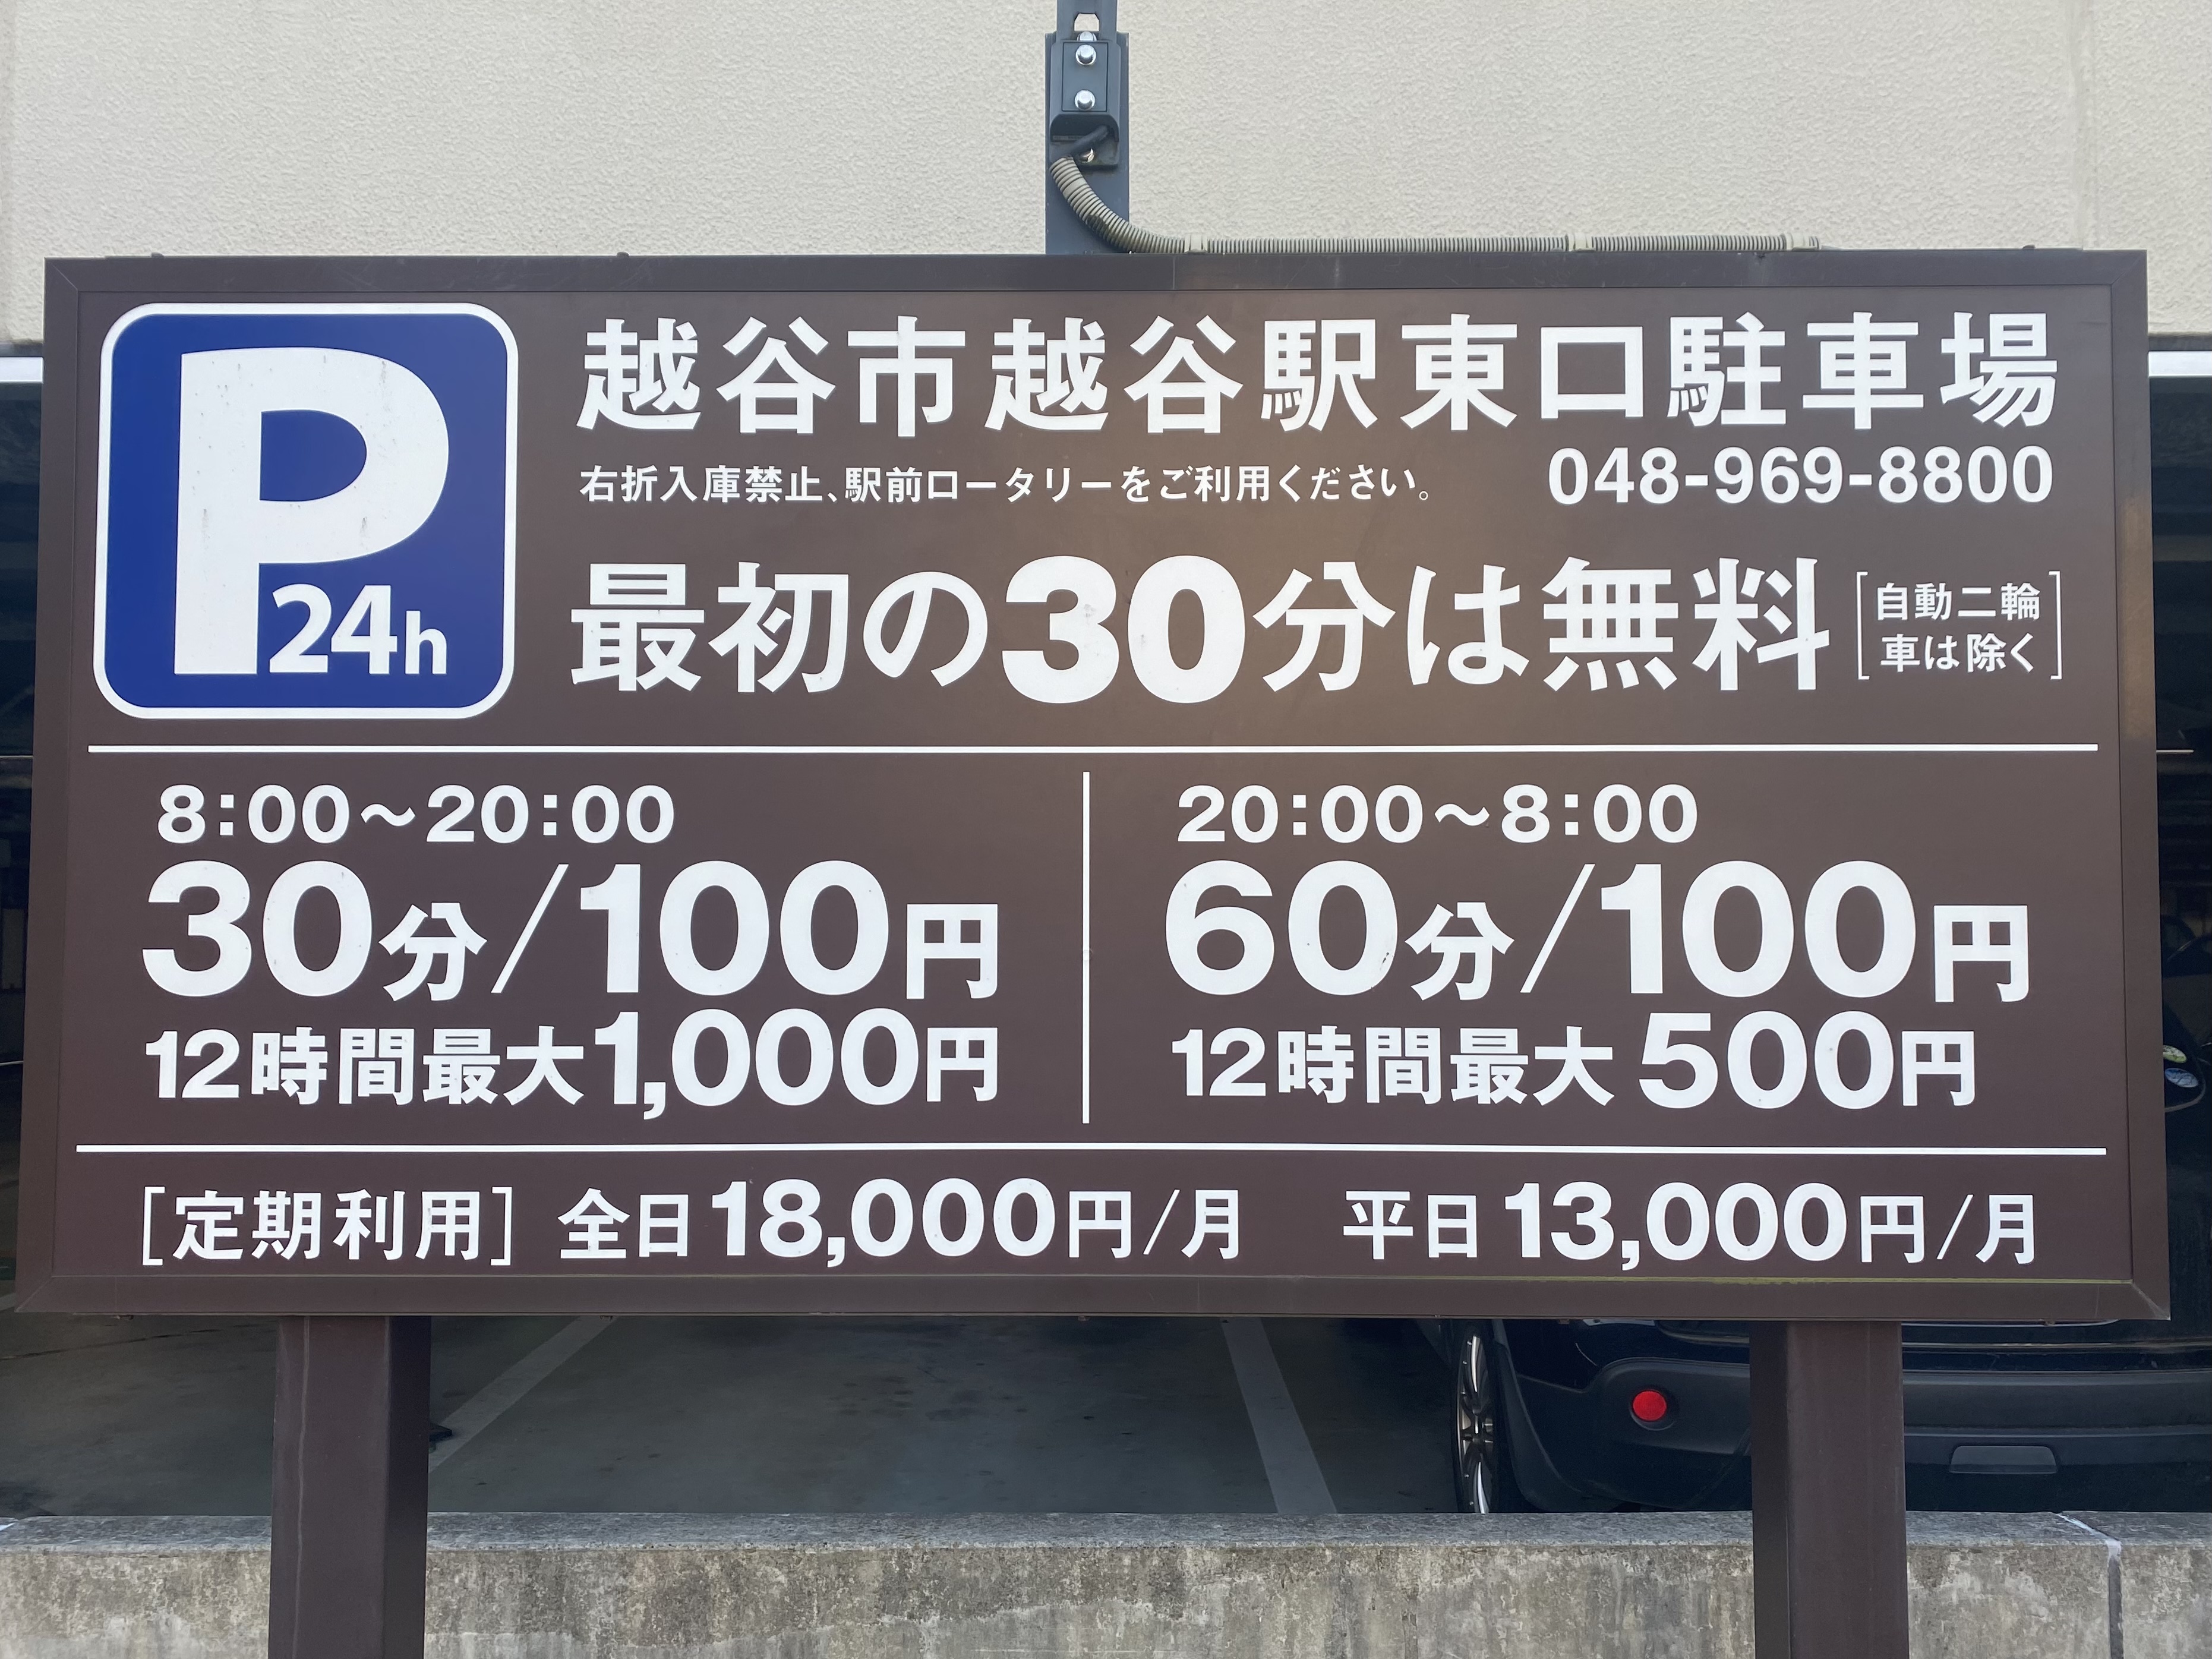 P
24h
越谷市越谷駅東口駐車場
048-969-8800
右折入庫禁止、駅前ロータリーをご利用ください。
最初の30分は無料[自動二輪
車は除く]
8:00～20:00
30分/100円
12時間最大1,000円
20:00～8:00
60分/100円
12時間最大500円
[定期利用] 全日18,000円/月 平日13,000円/月